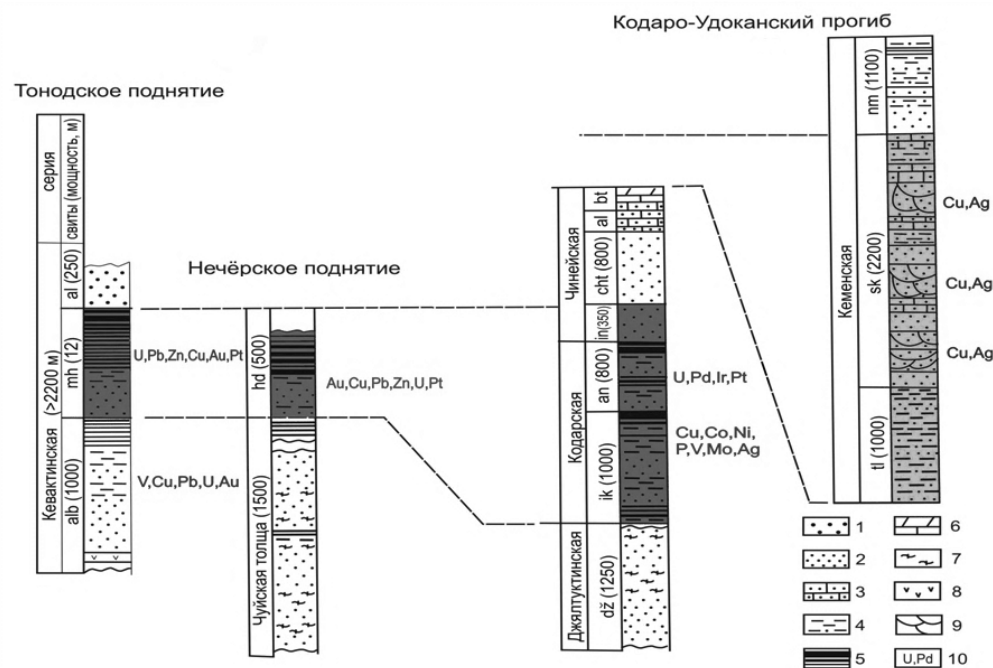 Кодаро-Удоканский прогиб
Тонодское поднятие
серия
свиты (мощность, м)
Кевактинская (>2200 м)
al (250)
mh (12)
alb (1000)
U,Pb,Zn,Cu,Au,Pt
V,Cu,Pb,U,Au
Нечёрское поднятие
hd (500)
Чуйская толща (1500)
Au,Cu,Pb,Zn,U,Pt
Чинейская
Кодарская
Джялтуктинская
bt
al
cht (800)
in(350)
an (800)
ik (1000)
dž (1250)
U,Pd,Ir,Pt
Cu,Co,Ni,
P,V,Mo,Ag
Кеменская
nm (1100)
sk (2200)
tl (1000)
Cu,Ag
Cu,Ag
Cu,Ag
1
2
3
4
5
6
7
8
9
U,Pd 10